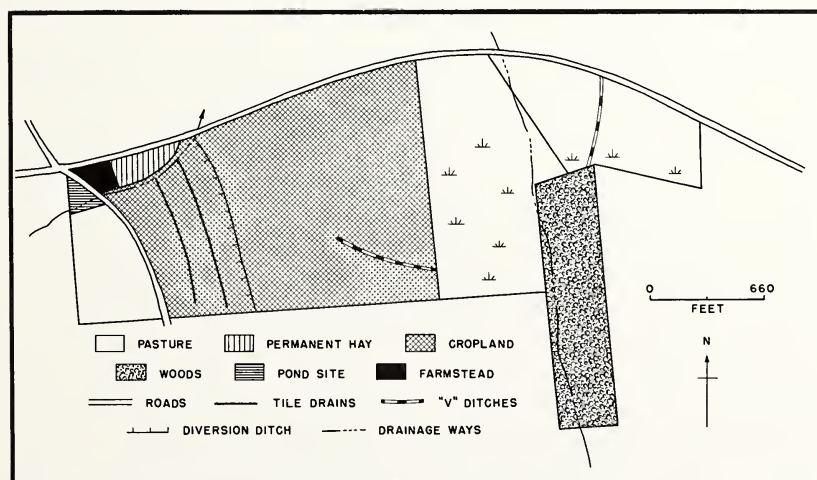 0 660
FEET
N
PASTURE PERMANENT HAY CROPLAND
WOODS POND SITE FARMSTEAD
ROADS TILE DRAINS "V" DITCHES
DIVERSION DITCH DRAINAGE WAYS